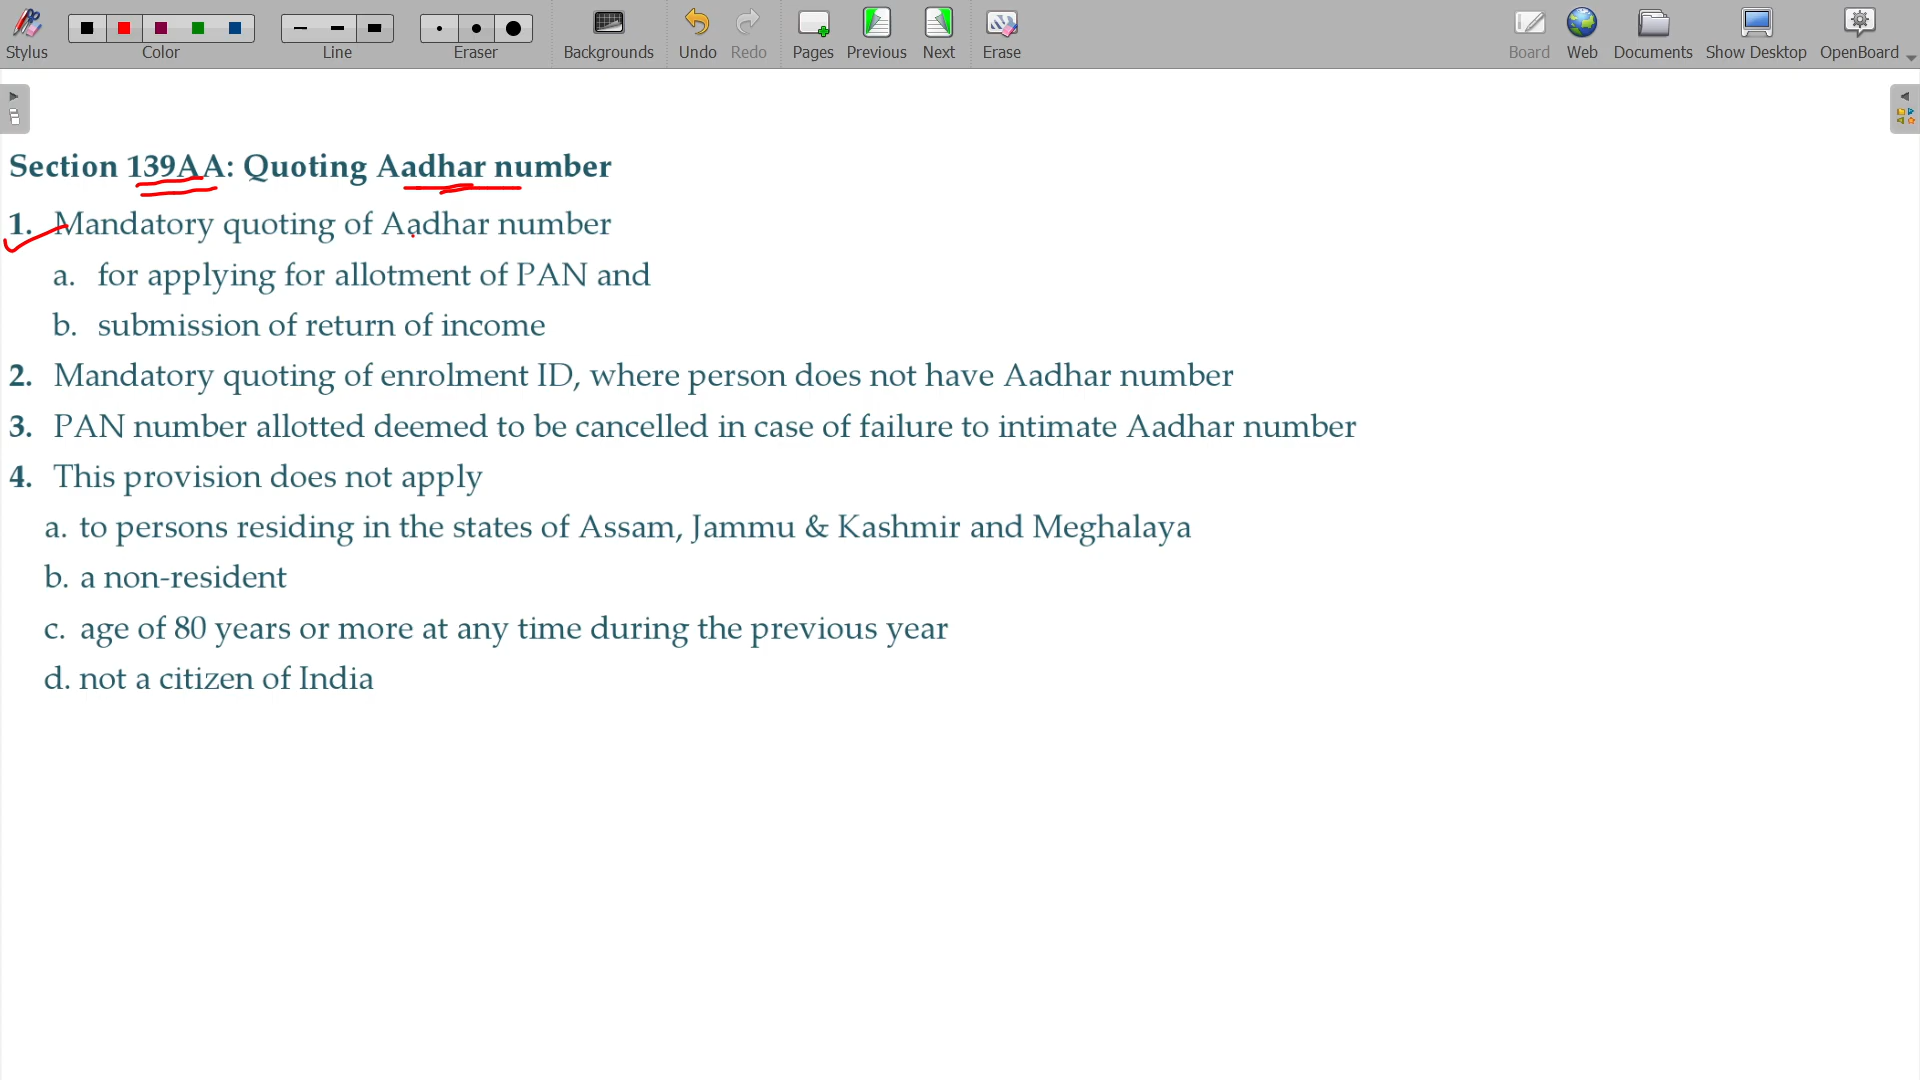 Stylus Color Line Eraser Backgrounds Undo Redo Pages Previous Next Erase Board Web Documents Show Desktop OpenBoard
Section 139AA: Quoting Aadhar number
1. Mandatory quoting of Aadhar number
a. for applying for allotment of PAN and
b. submission of return of income
2. Mandatory quoting of enrolment ID, where person does not have Aadhar number
3. PAN number allotted deemed to be cancelled in case of failure to intimate Aadhar number
4. This provision does not apply
a. to persons residing in the states of Assam, Jammu & Kashmir and Meghalaya
b. a non-resident
c. age of 80 years or more at any time during the previous year
d. not a citizen of India